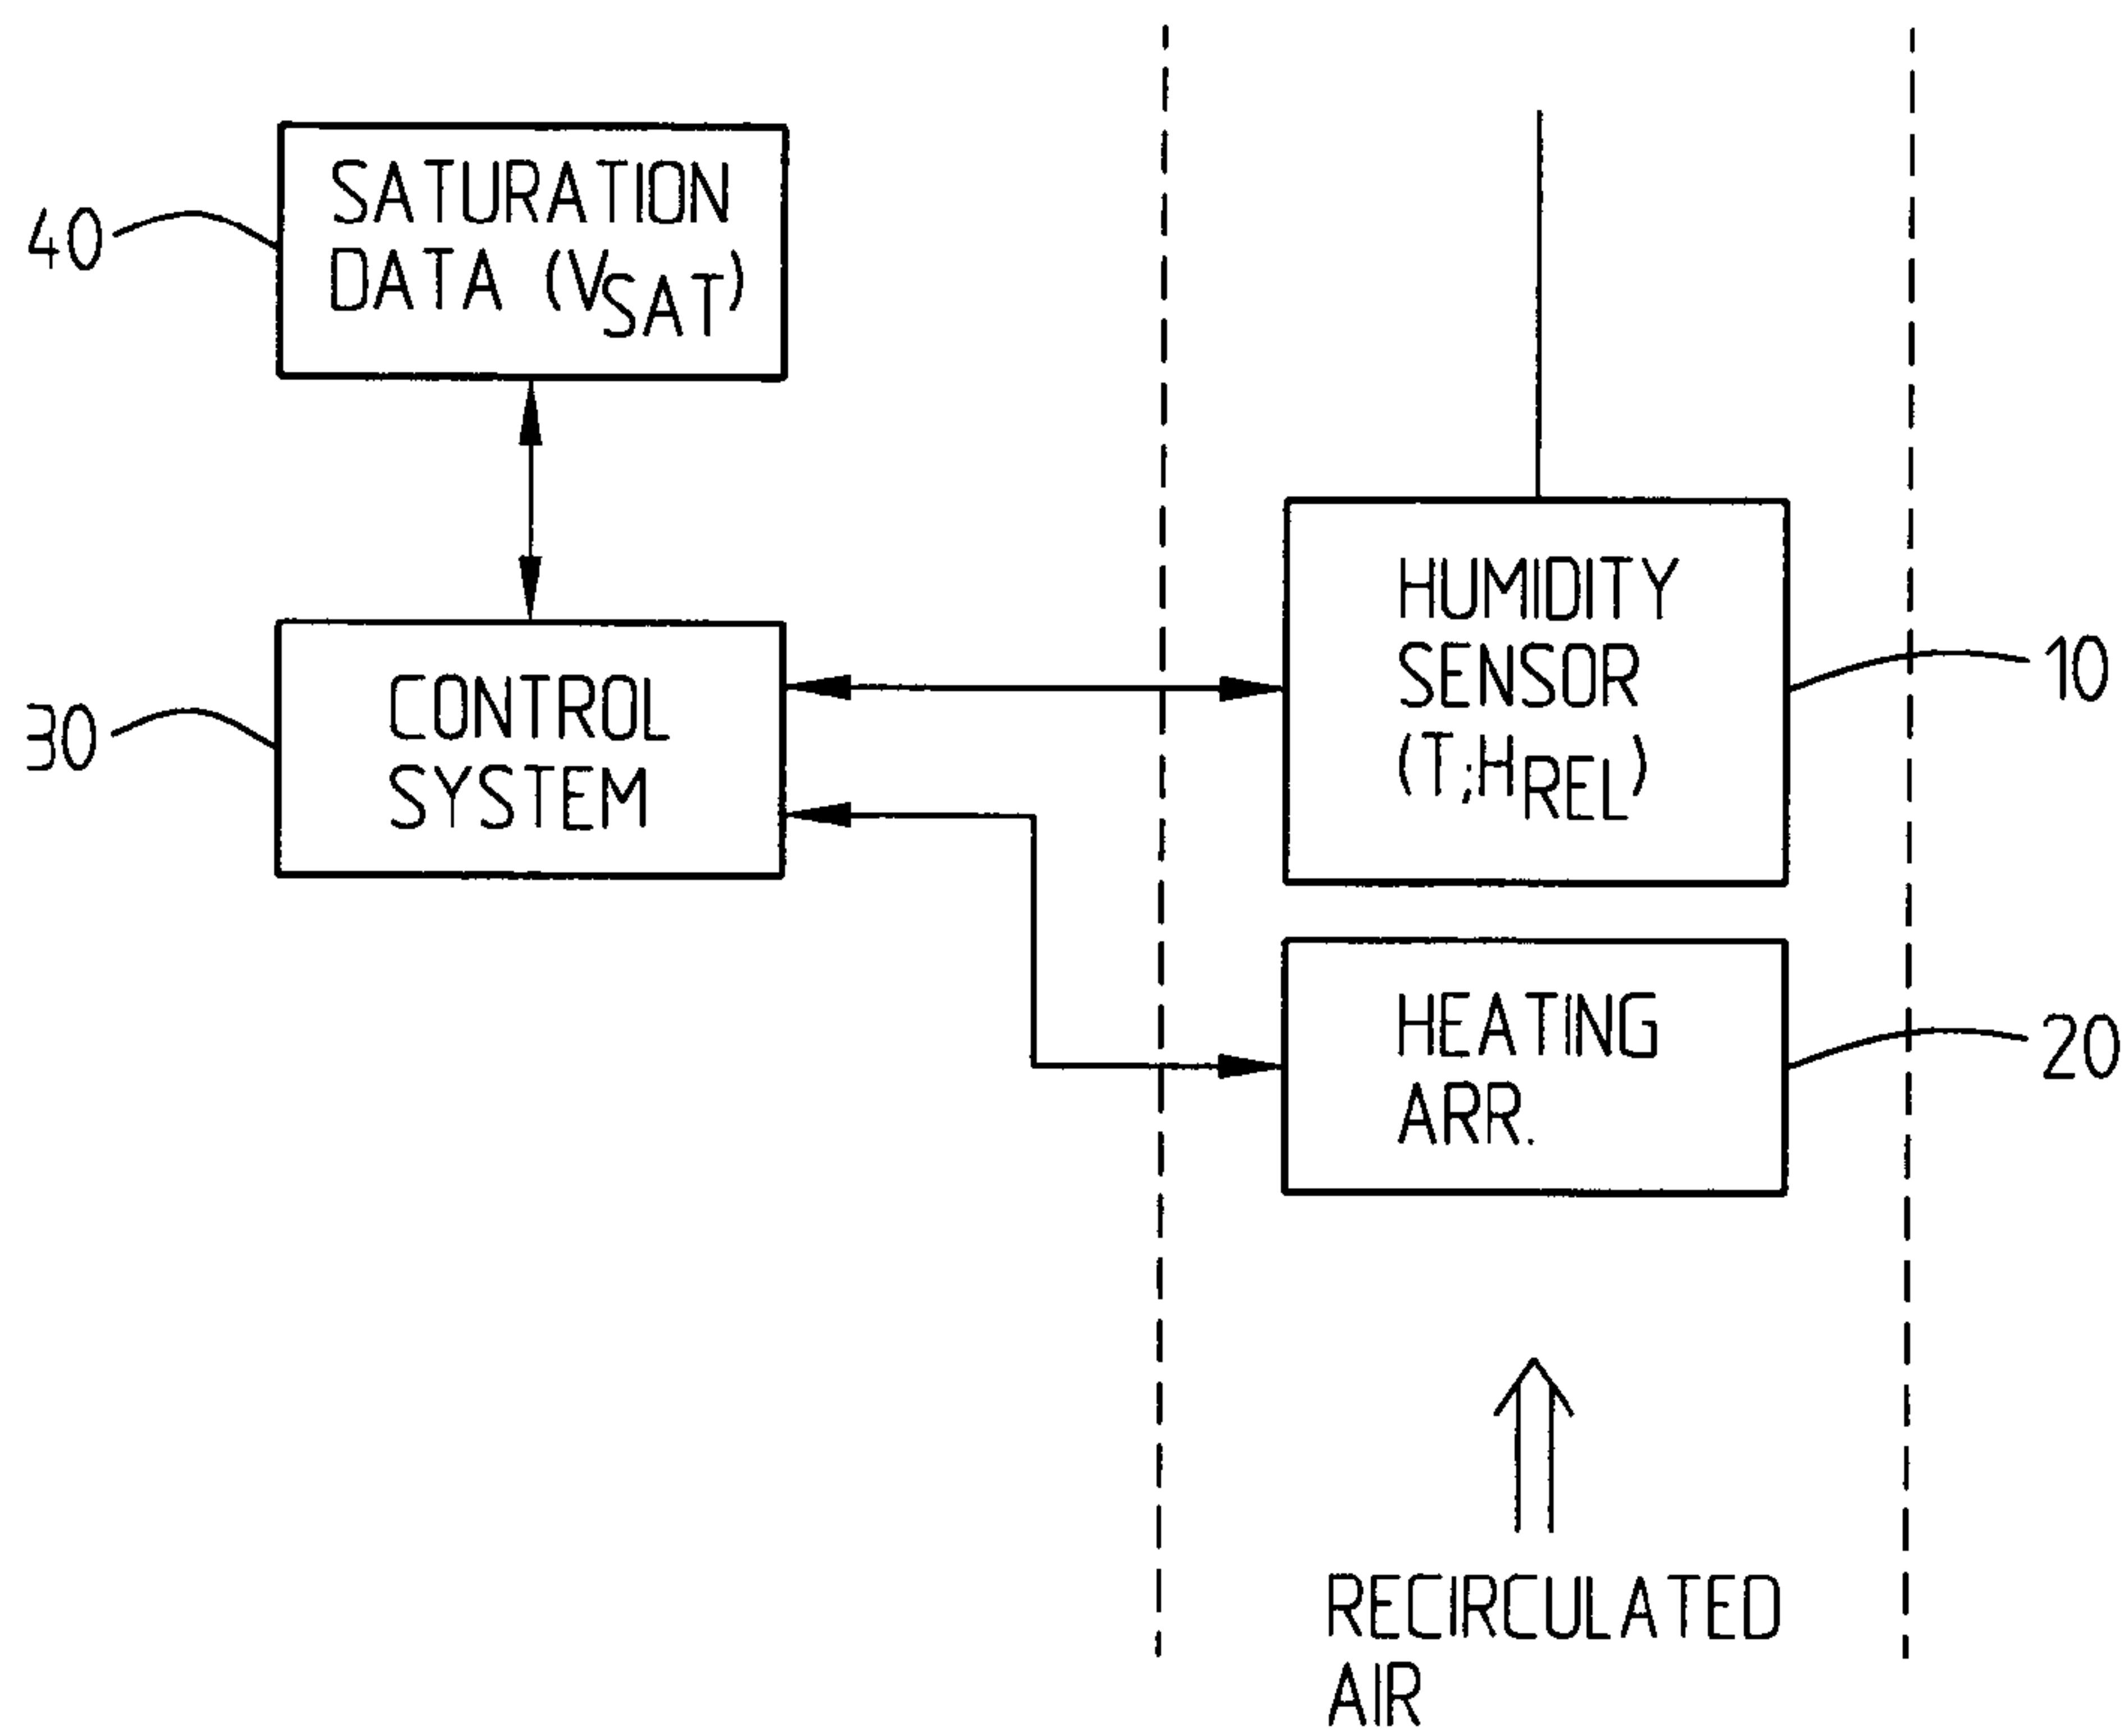 SATURATION
DATA (VSAT)
40
CONTROL
SYSTEM
30
HUMIDITY
SENSOR
(T;HREL)
10
HEATING
ARR.
20
RECIRCULATED
AIR